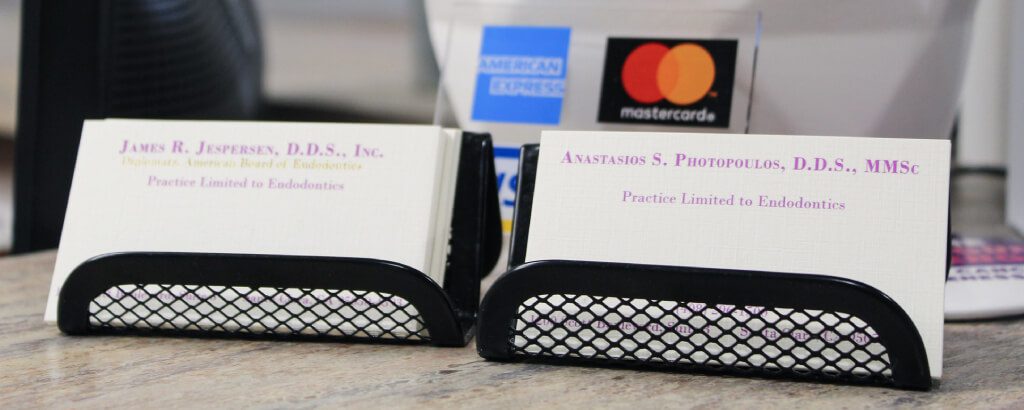 JAMES R. JESPERSEN, D.D.S., INC.
Diplomate, American Board of Endodontics
Practice Limited to Endodontics
ANASTASIOS S. PHOTOPOULOS, D.D.S., MMSc
Practice Limited to Endodontics
AMERICAN
EXPRESS
mastercard®